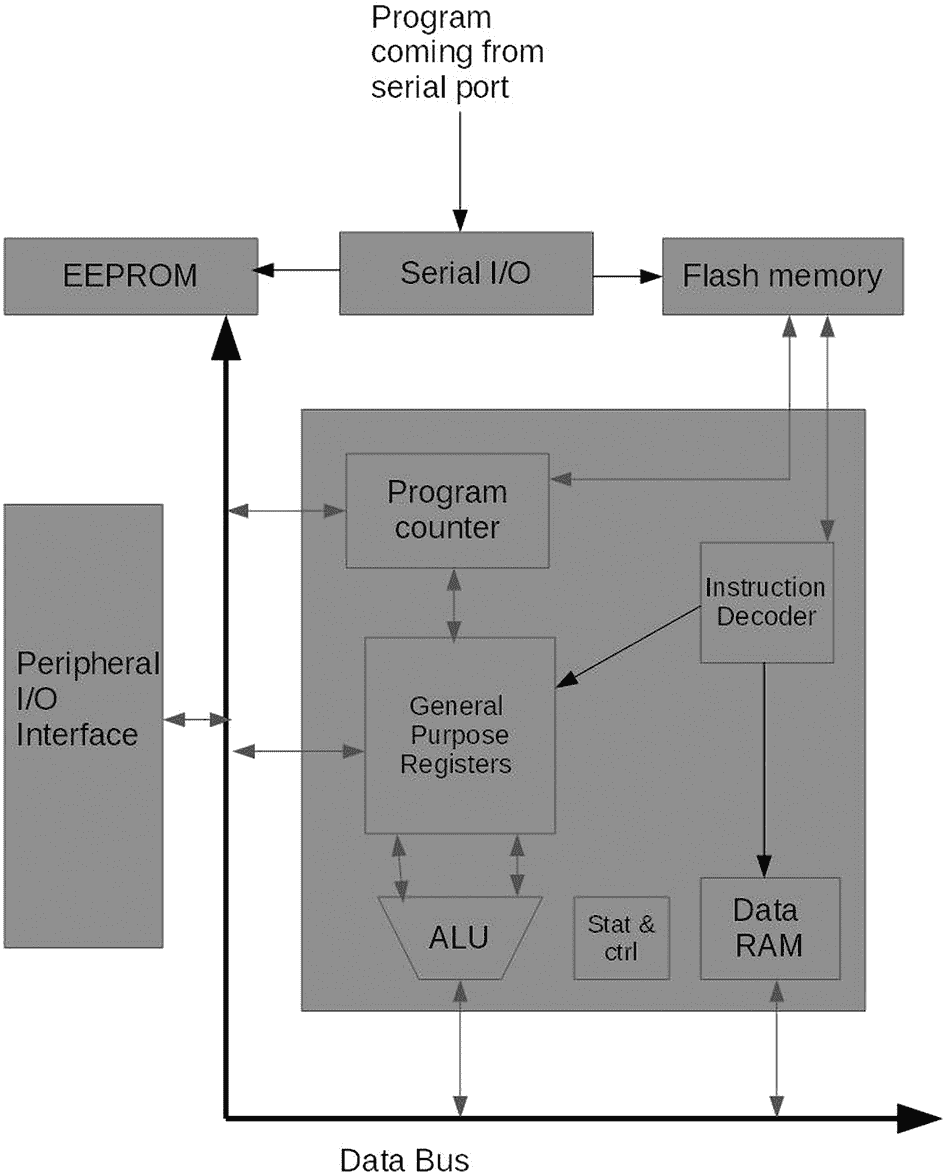 Program
coming from
serial port
EEPROM
Serial I/O
Flash memory
Program
counter
Instruction
Decoder
Peripheral
I/O
Interface
General
Purpose
Registers
ALU
Stat &
ctrl
Data
RAM
Data Bus